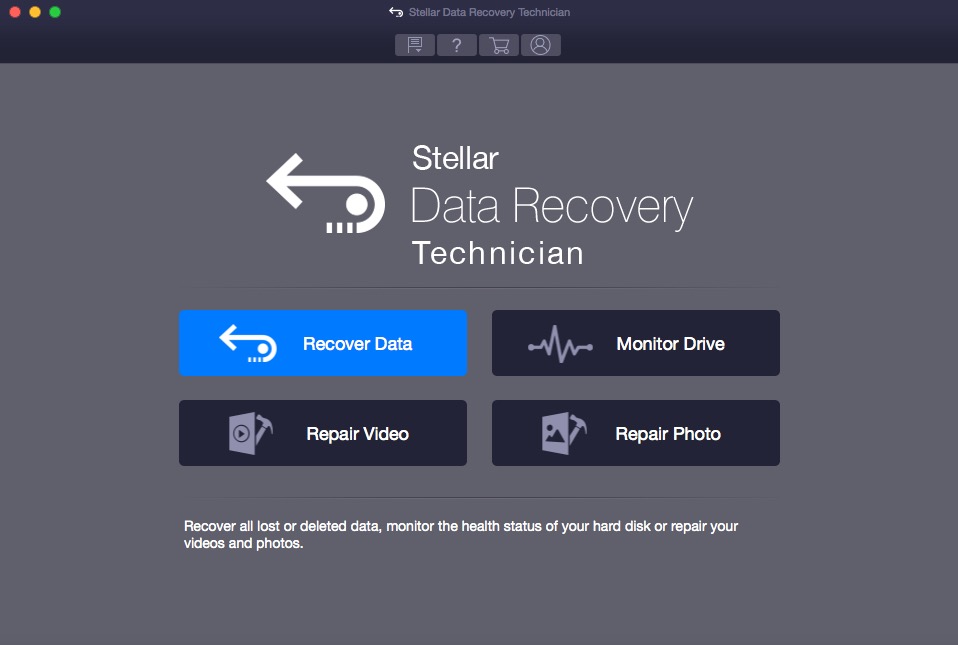 Stellar Data Recovery Technician
?
Stellar
Data Recovery
Technician
Recover Data
Monitor Drive
Repair Video
Repair Photo
Recover all lost or deleted data, monitor the health status of your hard disk or repair your
videos and photos.